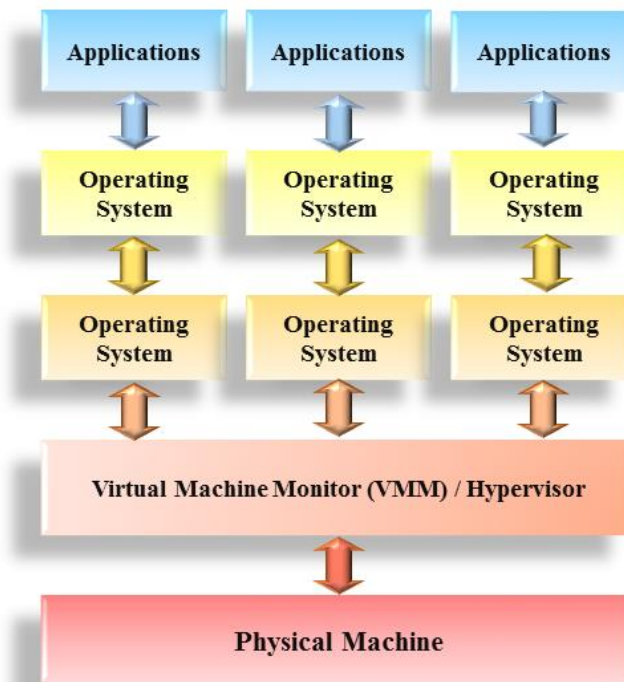 Applications
Applications
Applications
Operating
System
Operating
System
Operating
System
Operating
System
Operating
System
Operating
System
Virtual Machine Monitor (VMM) / Hypervisor
Physical Machine